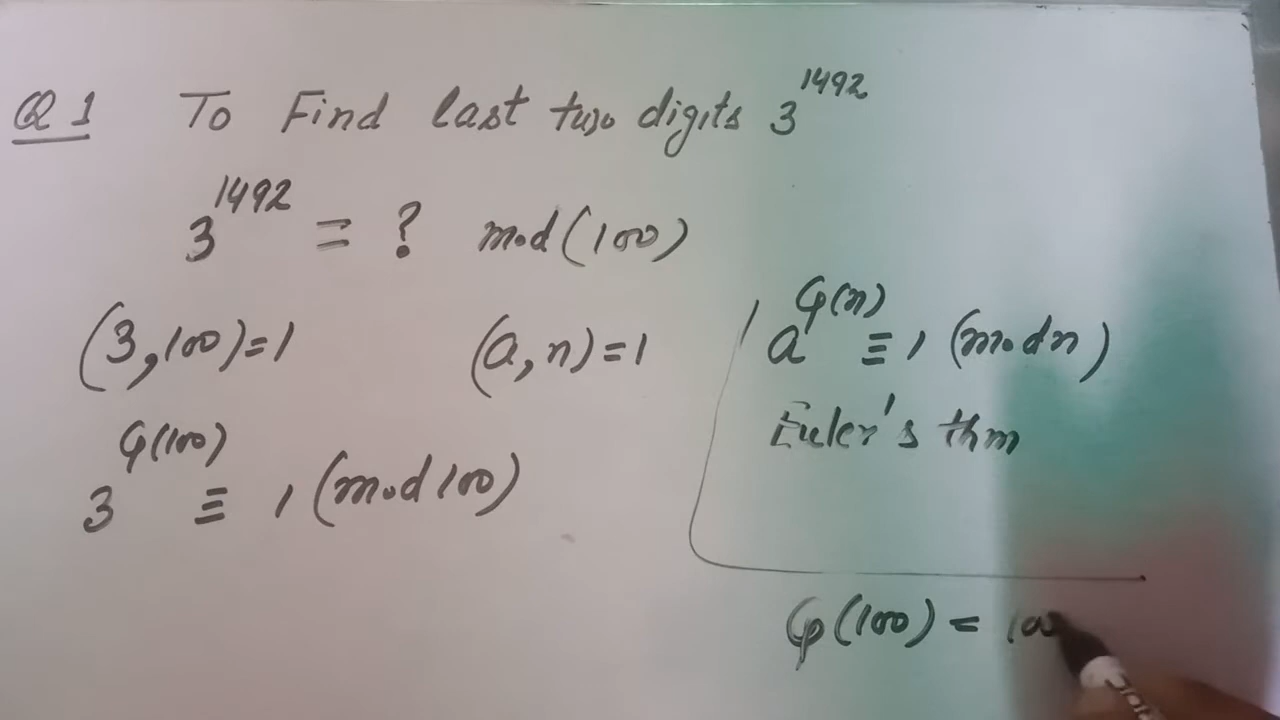 Q 1 To Find last two digits 3^1492
3^1492 = ? mod (100)
(3,100)=1 (a,n)=1 a^φ(n) ≡ 1 (mod n)
Euler's thm
3^φ(100) ≡ 1 (mod 100)
φ(100) = 100